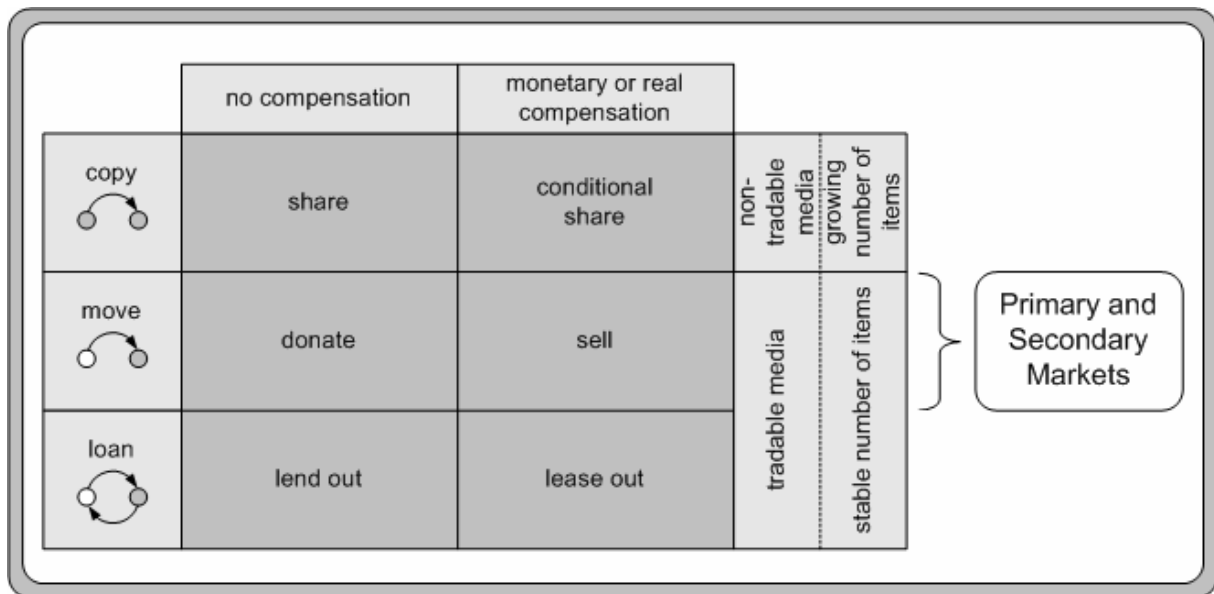 no compensation
monetary or real
compensation
copy
share
conditional
share
non-
tradable
media
growing
number of
items
move
donate
sell
tradable media
stable number of items
Primary and
Secondary
Markets
loan
lend out
lease out